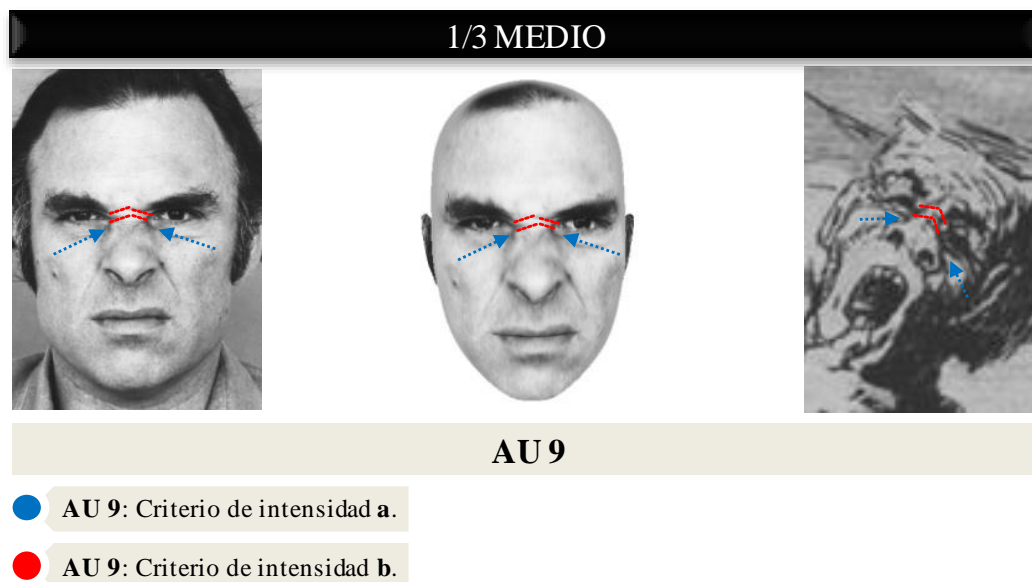 1/3 MEDIO
AU 9
AU 9: Criterio de intensidad a.
AU 9: Criterio de intensidad b.